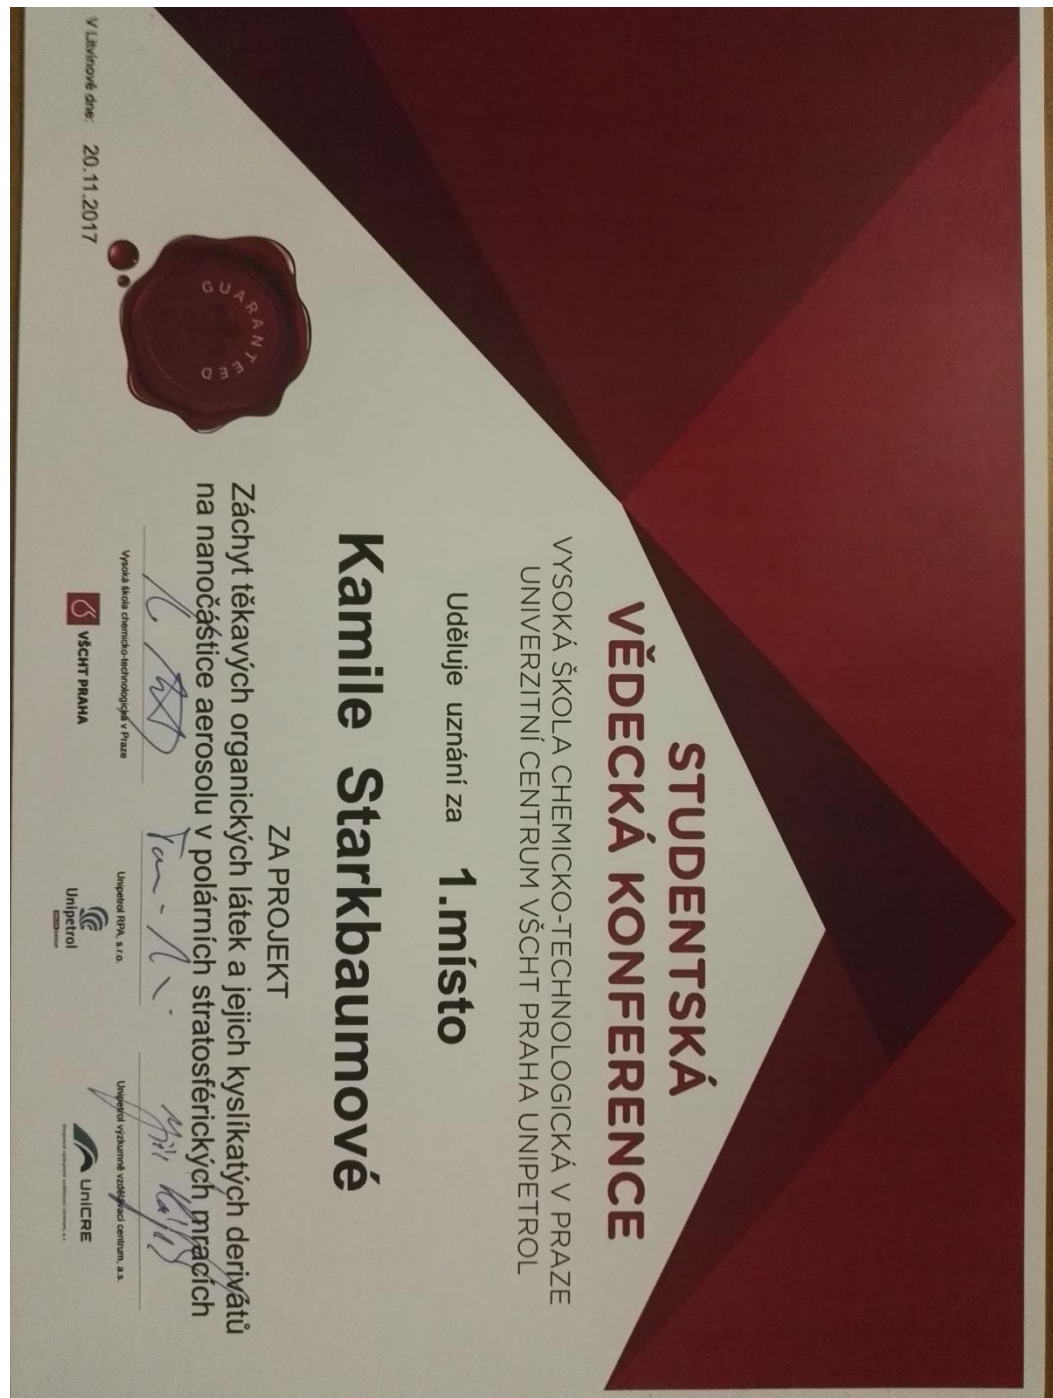 STUDENTSKÁ
VĚDECKÁ KONFERENCE
VYSOKÁ ŠKOLA CHEMICKO-TECHNOLOGICKÁ V PRAZE
UNIVERZITNÍ CENTRUM VŠCHT PRAHA UNIPETROL
Uděluje uznání za 1.místo
Kamile Starkbaumové
ZA PROJEKT
Záchyt těkavých organických látek a jejich kyslíkatých derivátů
na nanočástice aerosolu v polárních stratosférických mracích
GUARANTEED
V Litvínově dne: 20.11.2017
Vysoká škola chemicko-technologická v Praze
Unipetrol RPA, s.r.o.
Unipetrol výzkumně vzdělávací centrum, a.s.
VŠCHT PRAHA
Unipetrol
UniCRE